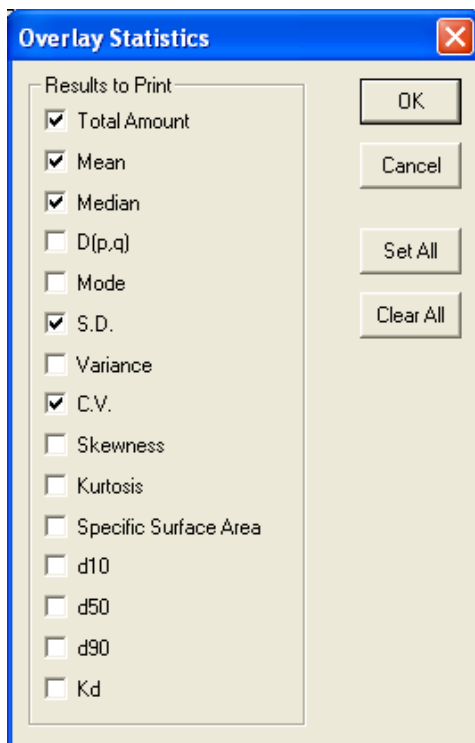 Overlay Statistics
Results to Print
Total Amount
Mean
Median
D(p,q)
Mode
S.D.
Variance
C.V.
Skewness
Kurtosis
Specific Surface Area
d10
d50
d90
Kd
OK
Cancel
Set All
Clear All